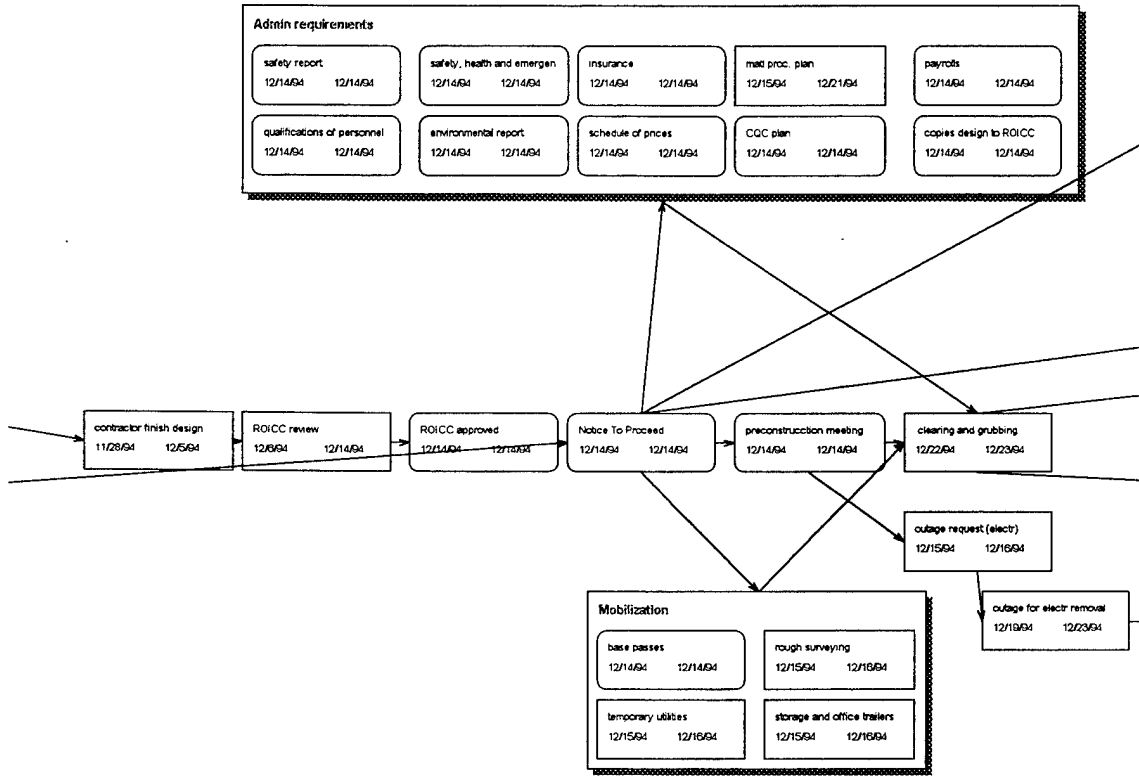 Admin requirements
safety report
12/14/94 12/14/94
safety, health and emergen
12/14/94 12/14/94
insurance
12/14/94 12/14/94
matl proc. plan
12/15/94 12/21/94
payrolls
12/14/94 12/14/94
qualifications of personnel
12/14/94 12/14/94
environmental report
12/14/94 12/14/94
schedule of prices
12/14/94 12/14/94
CQC plan
12/14/94 12/14/94
copies design to ROICC
12/14/94 12/14/94
contractor finish design
11/28/94 12/5/94
ROICC review
12/6/94 12/14/94
ROICC approved
12/14/94 12/14/94
Notice To Proceed
12/14/94 12/14/94
preconstrucction meeting
12/14/94 12/14/94
clearing and grubbing
12/22/94 12/23/94
outage request (electr)
12/15/94 12/16/94
outage for electr removal
12/19/94 12/23/94
Mobilization
base passes
12/14/94 12/14/94
rough surveying
12/15/94 12/16/94
temporary utilities
12/15/94 12/16/94
storage and office trailers
12/15/94 12/16/94